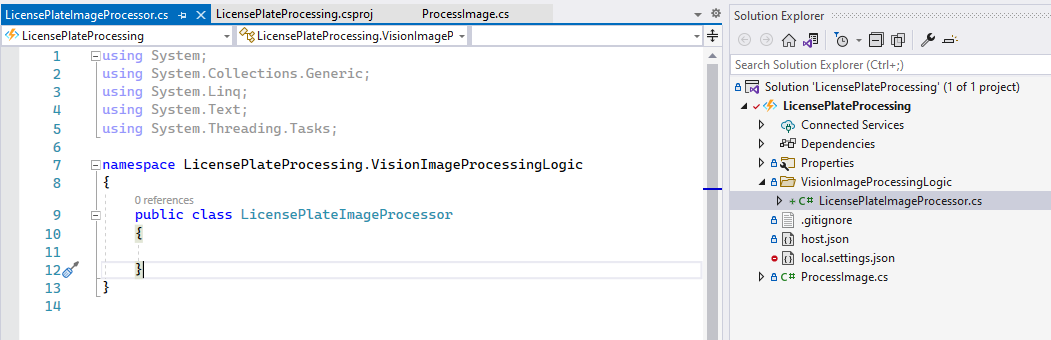 LicensePlateImageProcessor.cs
LicensePlateProcessing.csproj
ProcessImage.cs
LicensePlateProcessing
LicensePlateProcessing.VisionImageP
1 using System;
2 using System.Collections.Generic;
3 using System.Linq;
4 using System.Text;
5 using System.Threading.Tasks;
6
7 namespace LicensePlateProcessing.VisionImageProcessingLogic
8 {
0 references
9 public class LicensePlateImageProcessor
10 {
11
12 }
13 }
14
Solution Explorer
Search Solution Explorer (Ctrl+;)
Solution 'LicensePlateProcessing' (1 of 1 project)
LicensePlateProcessing
Connected Services
Dependencies
Properties
VisionImageProcessingLogic
+ C# LicensePlateImageProcessor.cs
.gitignore
host.json
local.settings.json
C# ProcessImage.cs